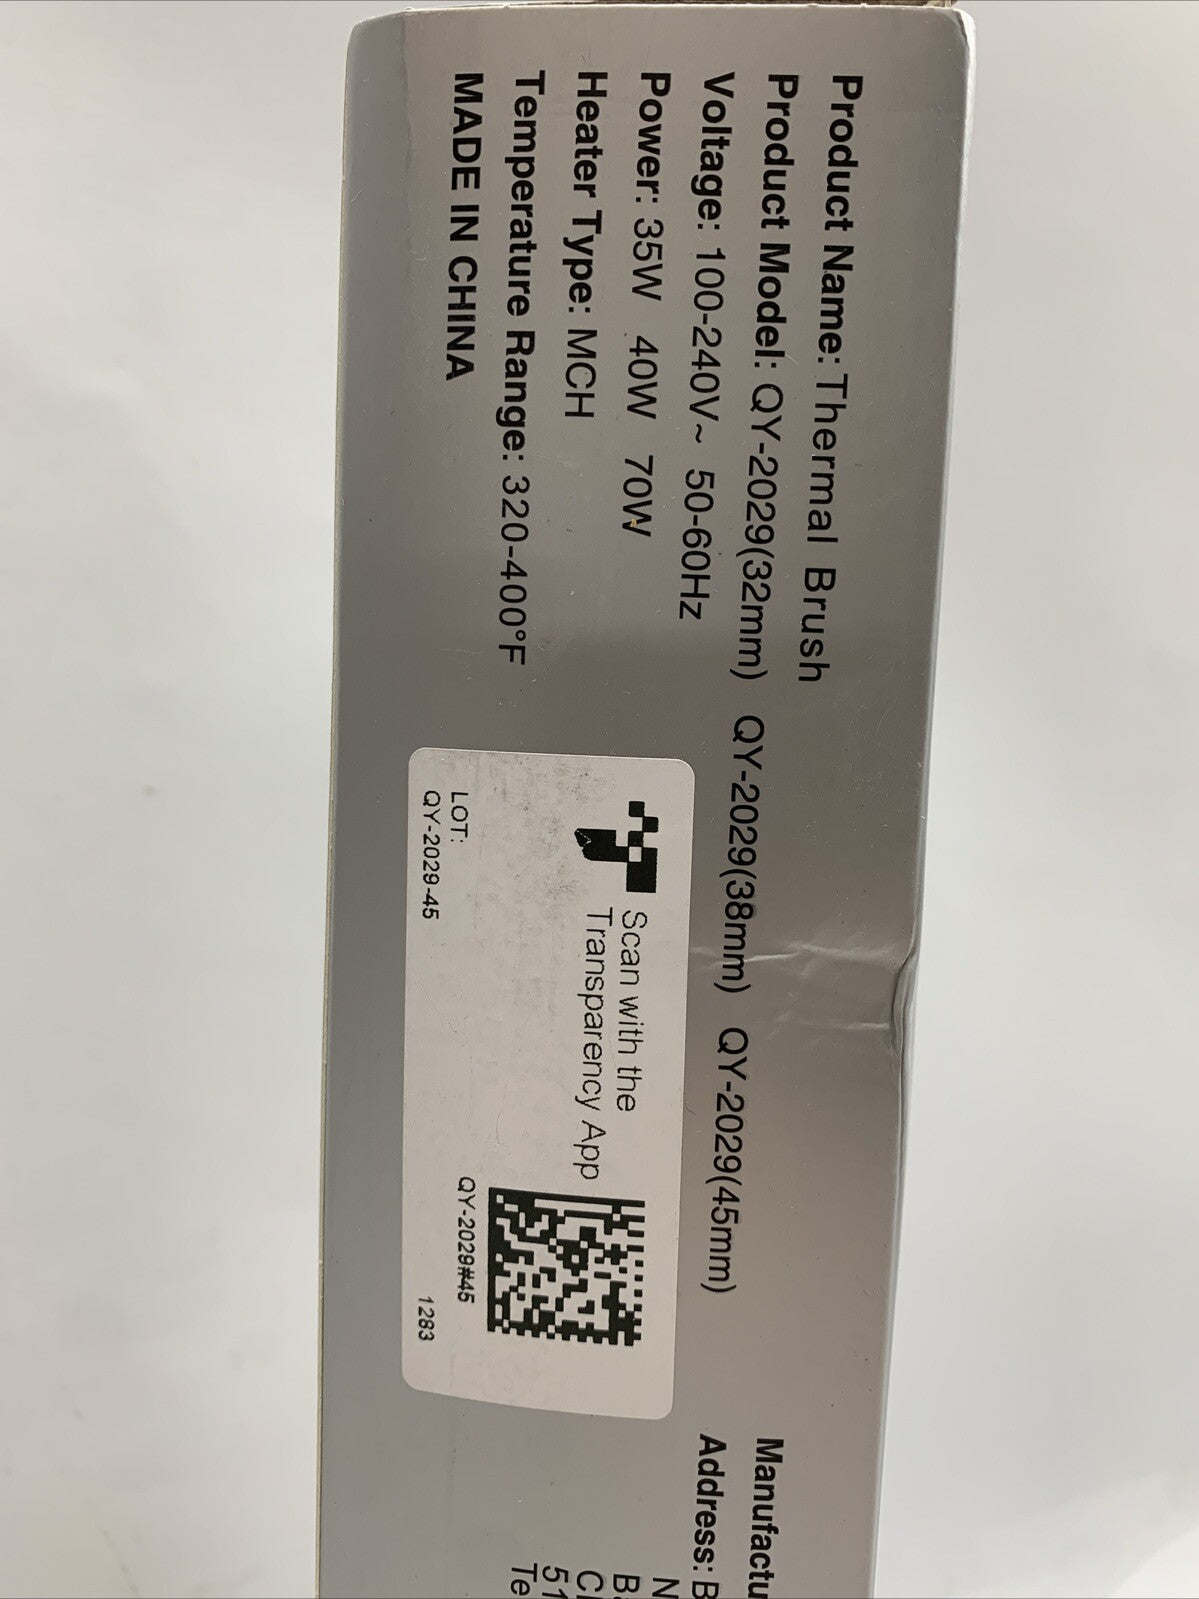 Product Name: Thermal Brush
Product Model: QY-2029(32mm) QY-2029(38mm) QY-2029(45mm)
Voltage: 100-240V~ 50-60Hz
Power: 35W 40W 70W
Heater Type: MCH
Temperature Range: 320-400°F
MADE IN CHINA
Scan with the
Transparency App
LOT:
QY-2029-45
QY-2029#45
1283
Address: